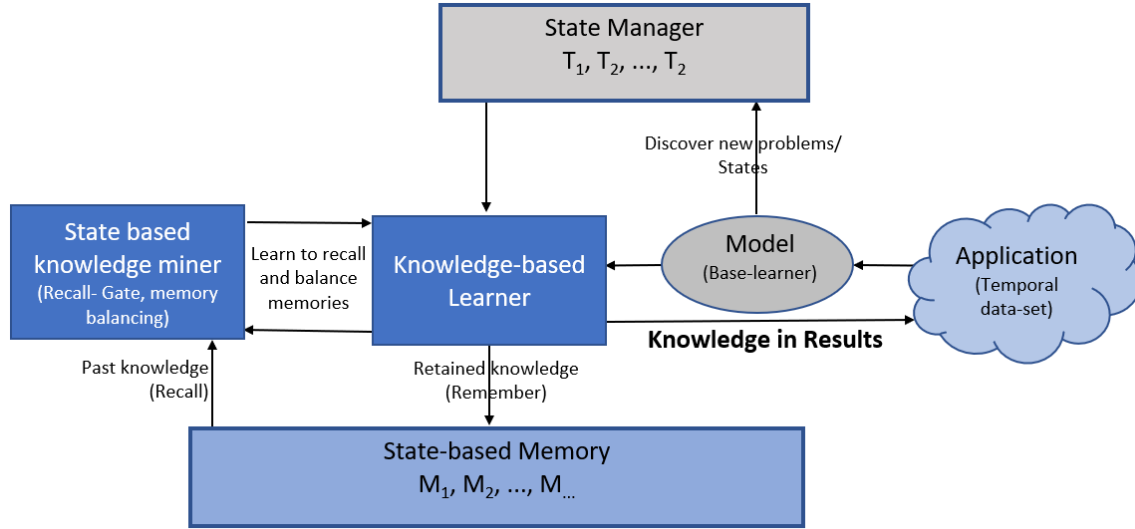 State Manager
T₁, T₂, ..., T₂
Discover new problems/
States
State based
knowledge miner
(Recall- Gate, memory
balancing)
Learn to recall
and balance
memories
Knowledge-based
Learner
Model
(Base-learner)
Application
(Temporal
data-set)
Knowledge in Results
Past knowledge
(Recall)
Retained knowledge
(Remember)
State-based Memory
M₁, M₂, ..., M...